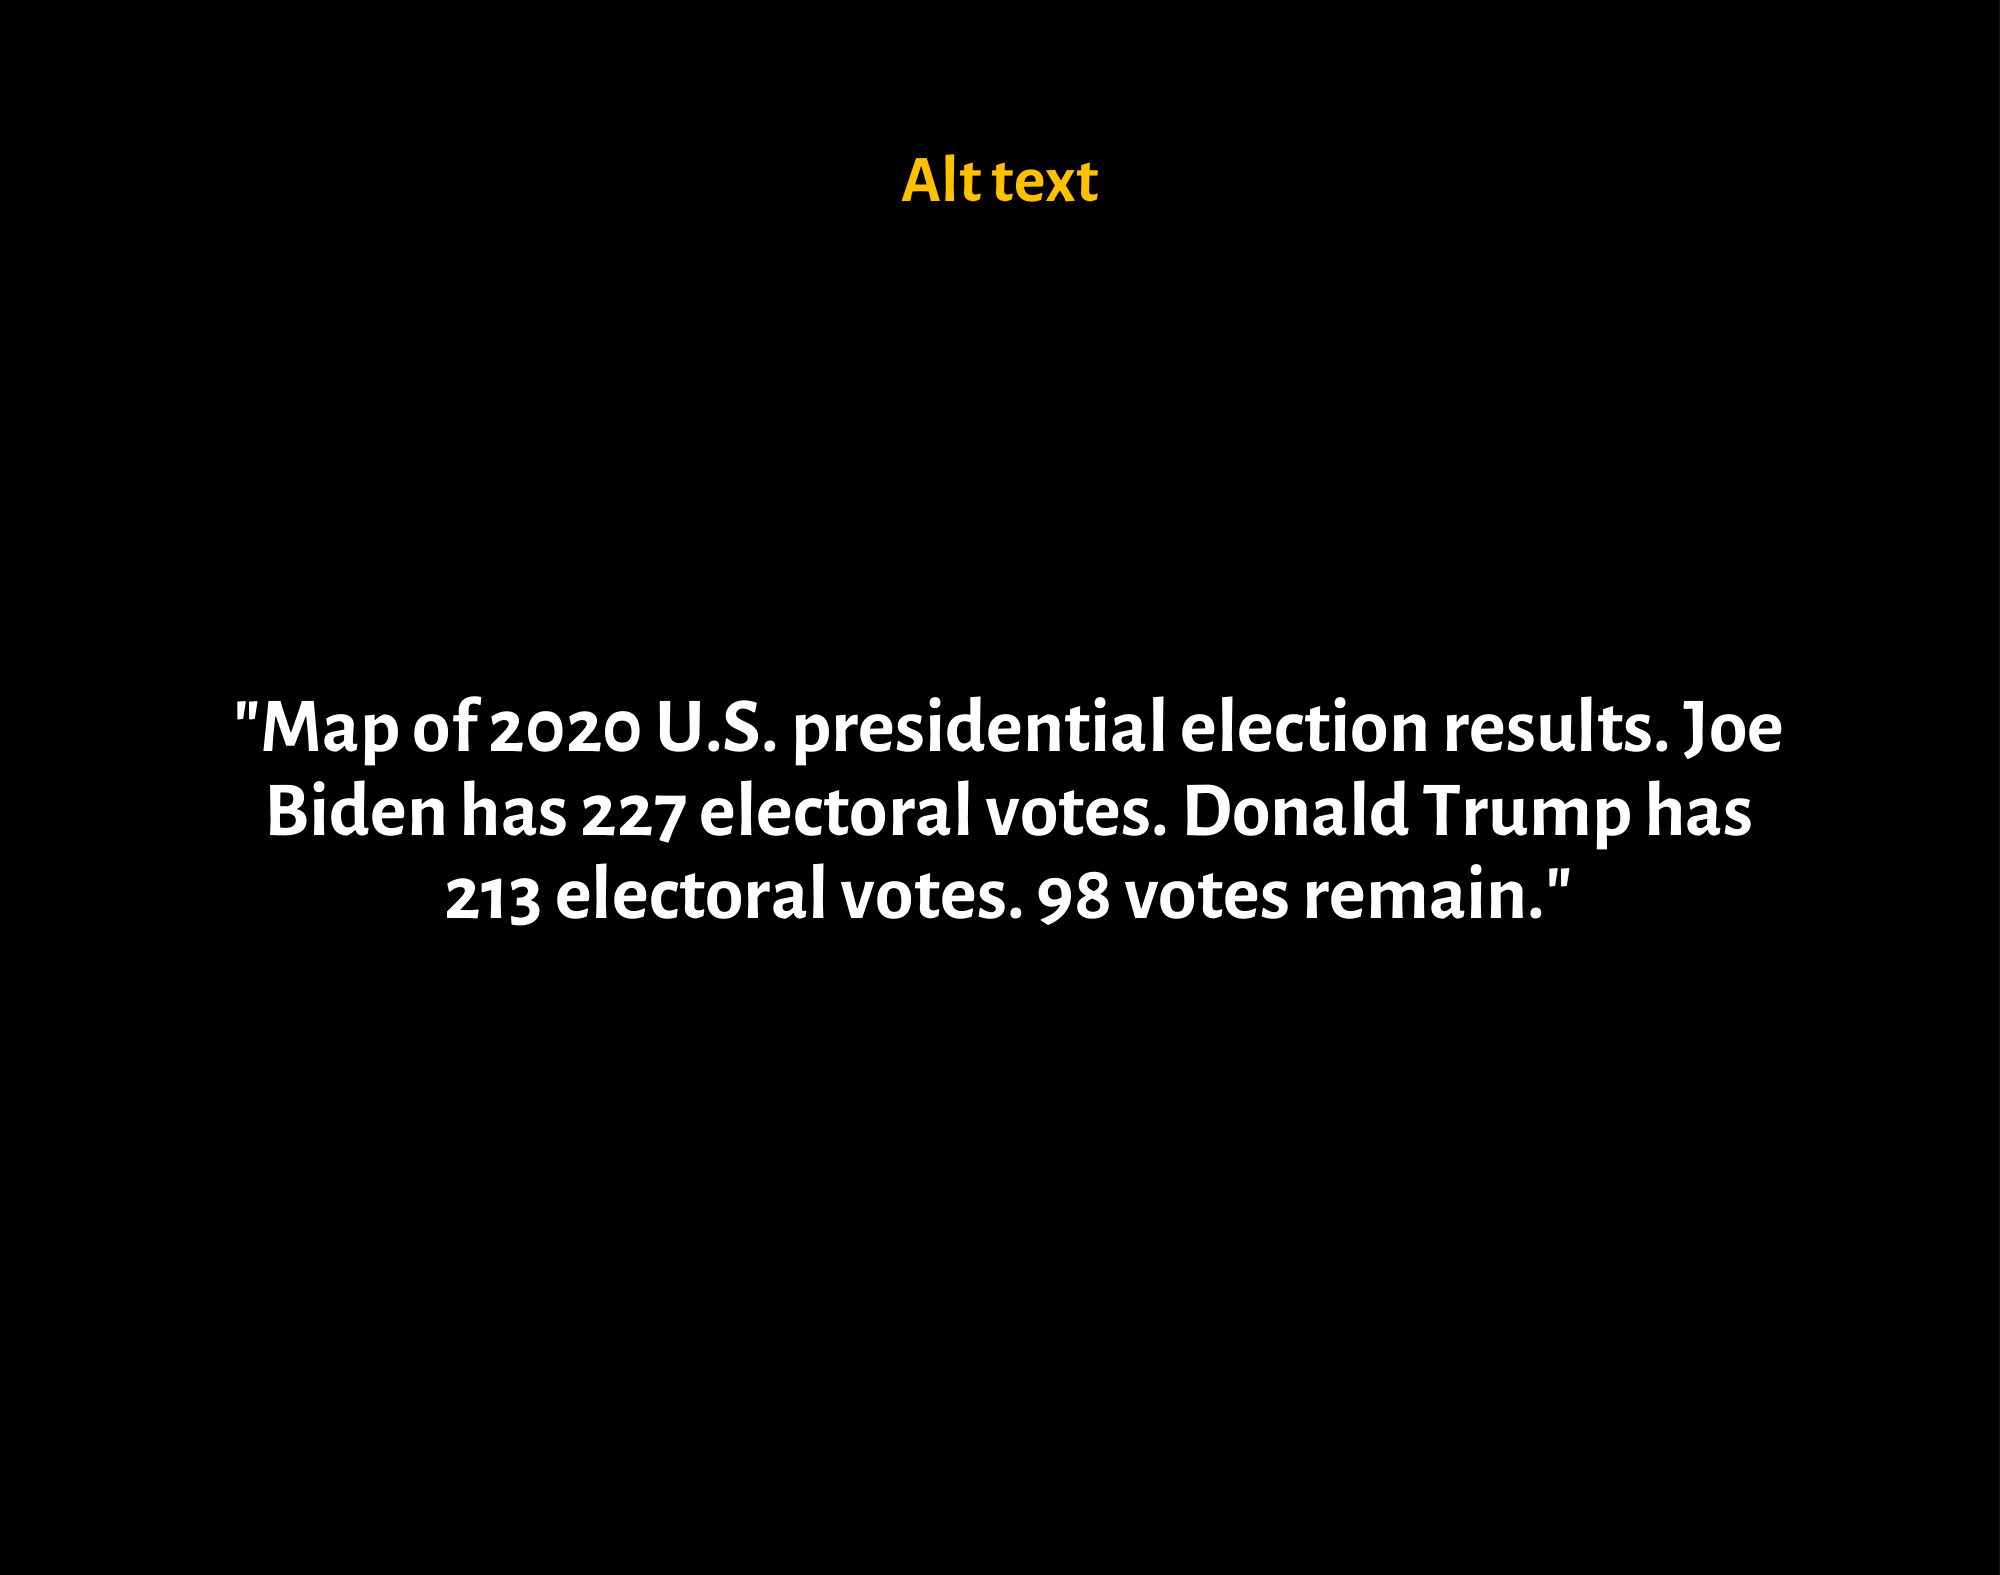 Alt text
"Map of 2020 U.S. presidential election results. Joe
Biden has 227 electoral votes. Donald Trump has
213 electoral votes. 98 votes remain."